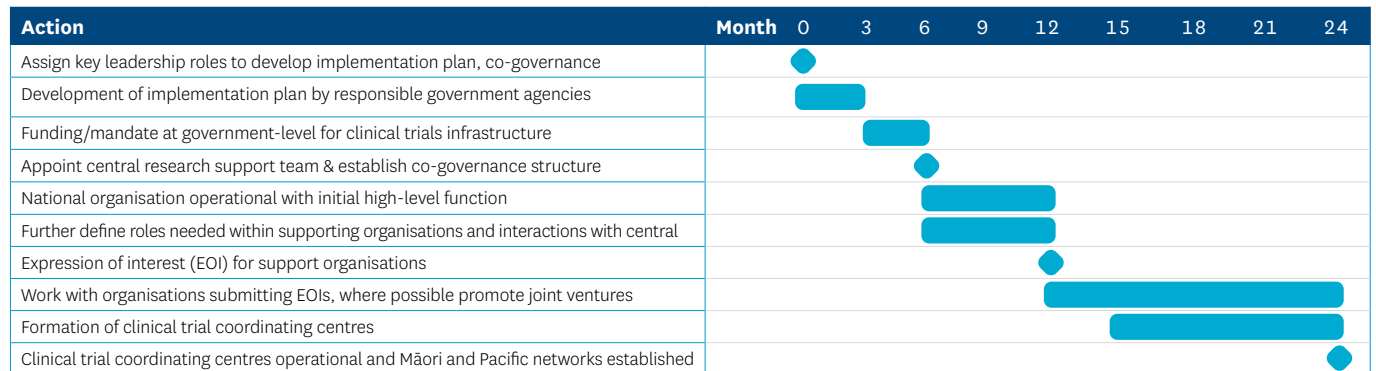 Action Month 0 3 6 9 12 15 18 21 24
Assign key leadership roles to develop implementation plan, co-governance
Development of implementation plan by responsible government agencies
Funding/mandate at government-level for clinical trials infrastructure
Appoint central research support team & establish co-governance structure
National organisation operational with initial high-level function
Further define roles needed within supporting organisations and interactions with central
Expression of interest (EOI) for support organisations
Work with organisations submitting EOIs, where possible promote joint ventures
Formation of clinical trial coordinating centres
Clinical trial coordinating centres operational and Māori and Pacific networks established